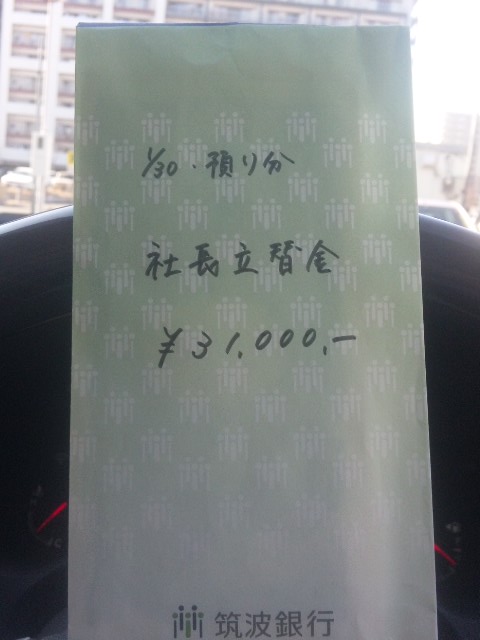 1/30・預り分
社長立替金
¥31,000.-
筑波銀行